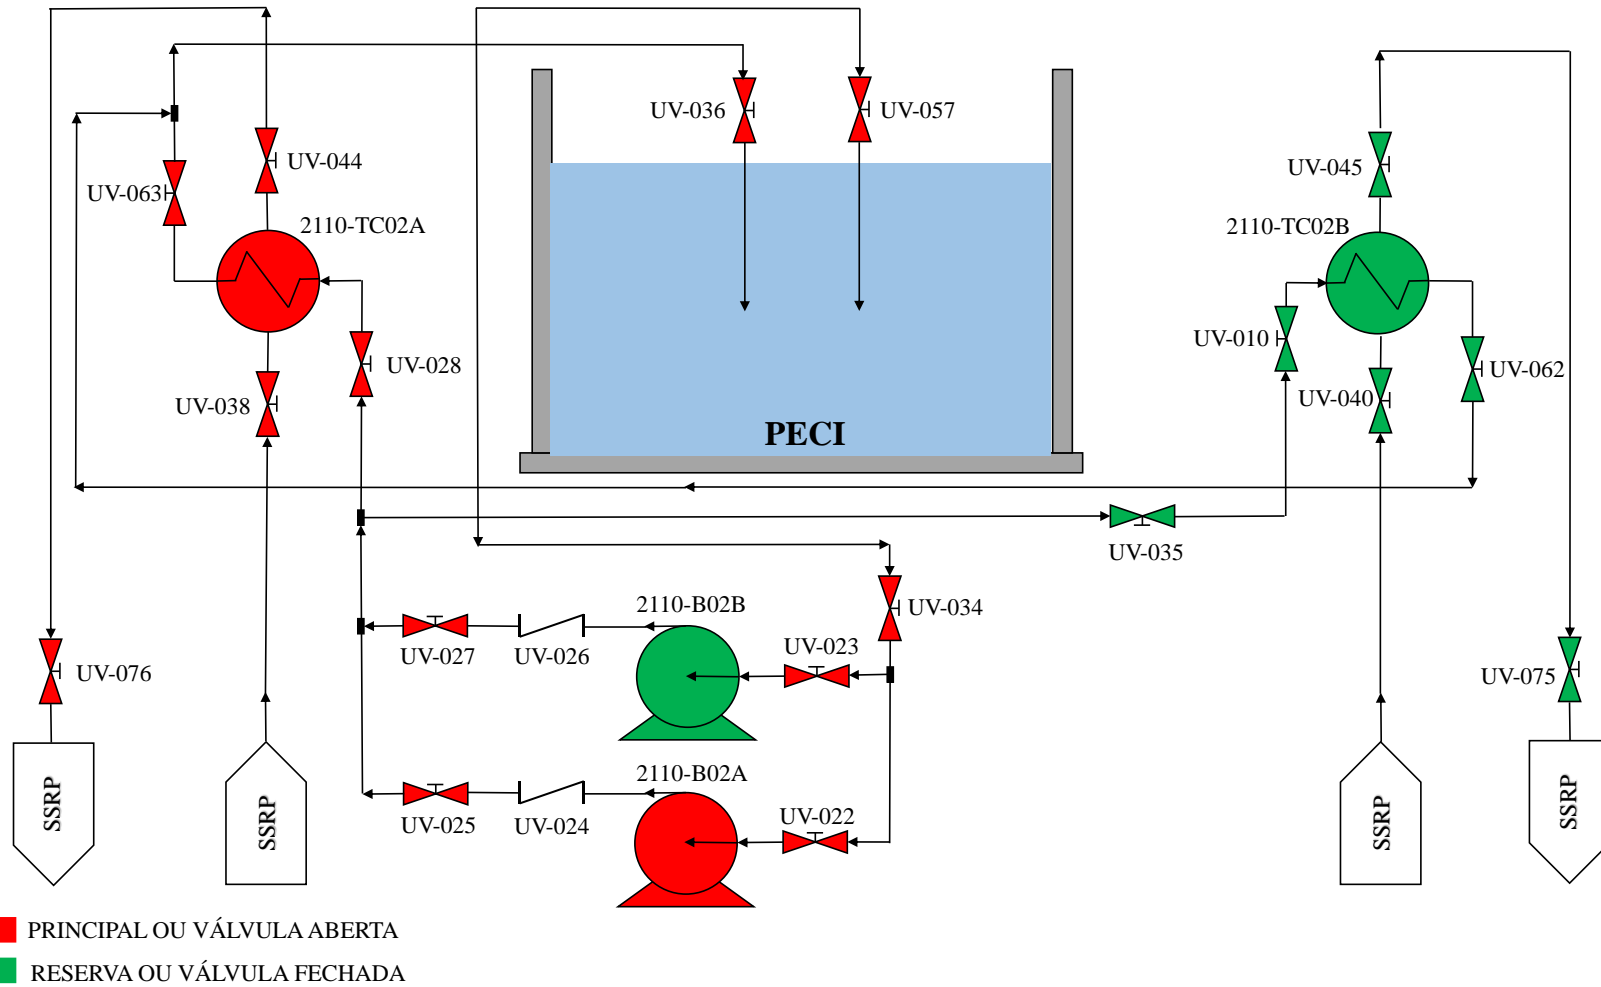 UV-036
UV-057
UV-044
UV-045
UV-063
2110-TC02A
2110-TC02B
UV-010
UV-028
UV-062
UV-038
UV-040
PECI
UV-035
2110-B02B
UV-034
UV-027
UV-026
UV-023
UV-076
UV-075
2110-B02A
UV-025
UV-024
UV-022
SSRP
SSRP
SSRP
SSRP
PRINCIPAL OU VÁLVULA ABERTA
RESERVA OU VÁLVULA FECHADA